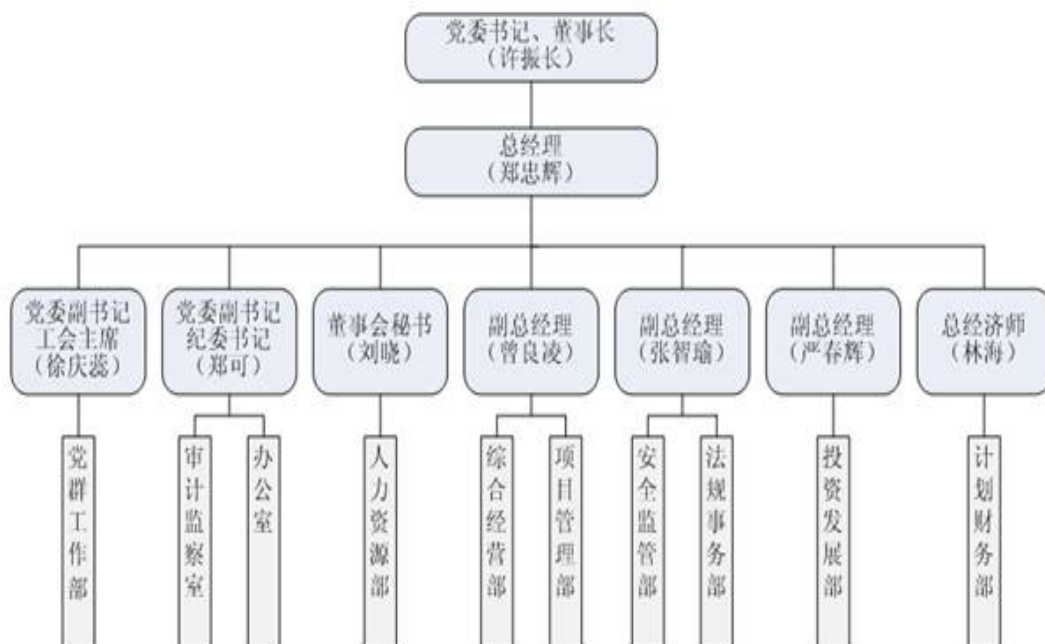 党委书记、董事长
（许振长）
总经理
（郑忠辉）
党委副书记
工会主席
（徐庆蕊）
党委副书记
纪委书记
（郑可）
董事会秘书
（刘晓）
副总经理
（曾良凌）
副总经理
（张智瑜）
副总经理
（严春辉）
总经济师
（林海）
党群工作部
审计监察室
办公室
人力资源部
综合经营部
项目管理部
安全监管部
法规事务部
投资发展部
计划财务部